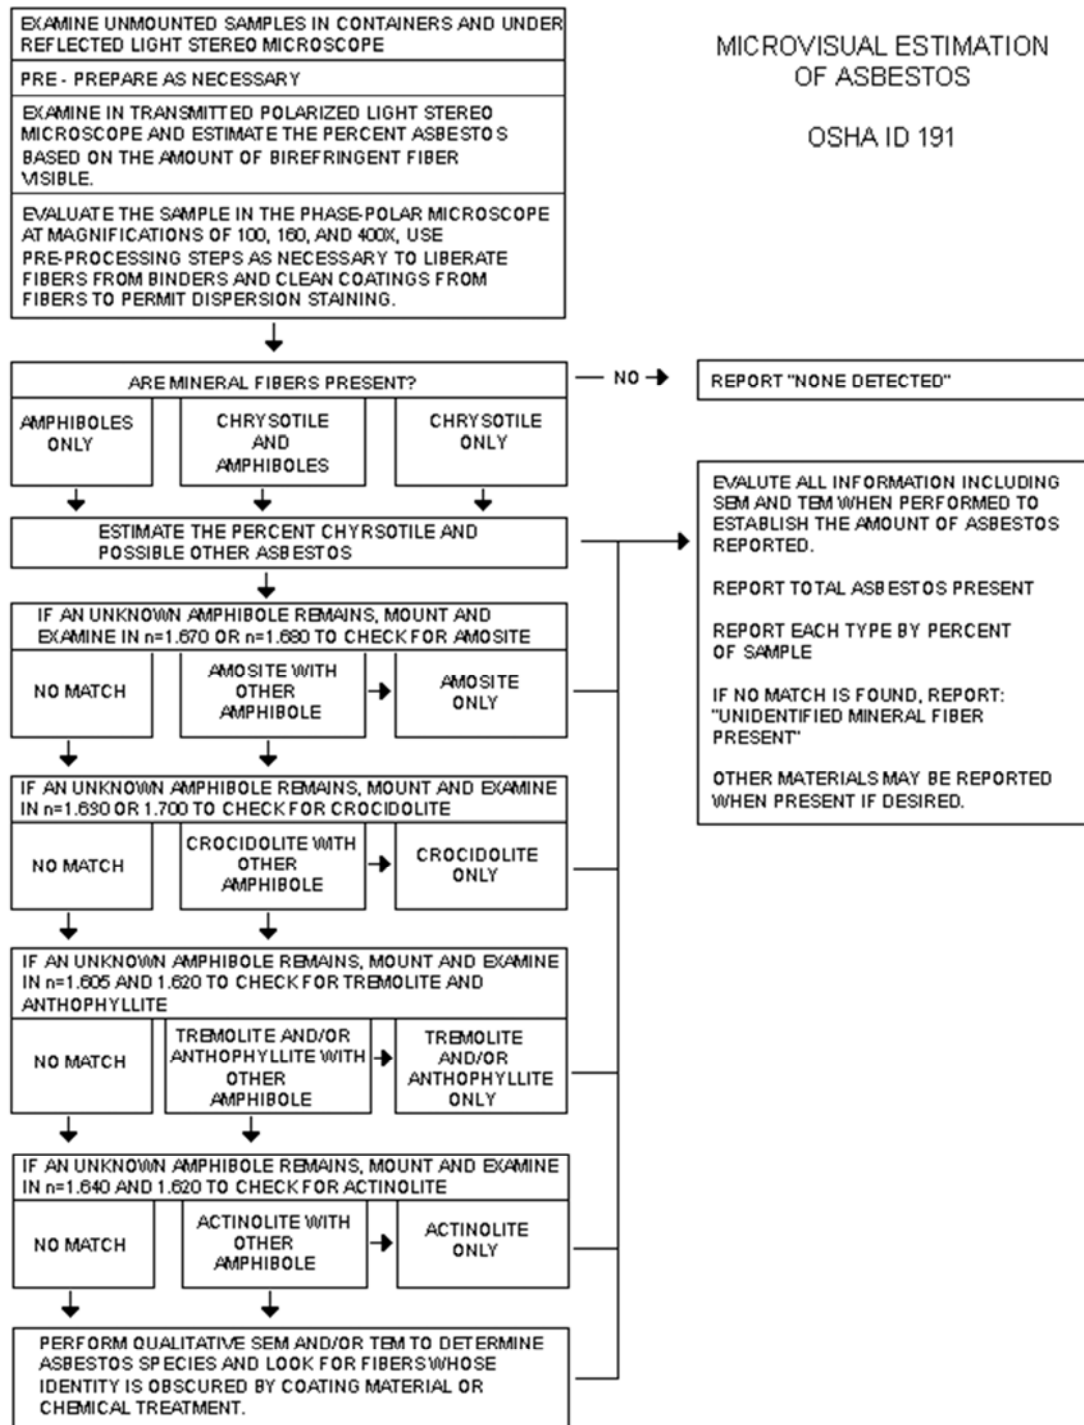 EXAMINE UNMOUNTED SAMPLES IN CONTAINERS AND UNDER
REFLECTED LIGHT STEREO MICROSCOPE
PRE - PREPARE AS NECESSARY
EXAMINE IN TRANSMITTED POLARIZED LIGHT STEREO
MICROSCOPE AND ESTIMATE THE PERCENT ASBESTOS
BASED ON THE AMOUNT OF BIREFRINGENT FIBER
VISIBLE.
EVALUATE THE SAMPLE IN THE PHASE-POLAR MICROSCOPE
AT MAGNIFICATIONS OF 100, 160, AND 400X, USE
PRE-PROCESSING STEPS AS NECESSARY TO LIBERATE
FIBERS FROM BINDERS AND CLEAN COATINGS FROM
FIBERS TO PERMIT DISPERSION STAINING.
MICROVISUAL ESTIMATION
OF ASBESTOS
OSHA ID 191
ARE MINERAL FIBERS PRESENT?
NO
REPORT "NONE DETECTED"
AMPHIBOLES
ONLY
CHRYSOTILE
AND
AMPHIBOLES
CHRYSOTILE
ONLY
ESTIMATE THE PERCENT CHYRSOTILE AND
POSSIBLE OTHER ASBESTOS
EVALUTE ALL INFORMATION INCLUDING
SEM AND TEM WHEN PERFORMED TO
ESTABLISH THE AMOUNT OF ASBESTOS
REPORTED.
REPORT TOTAL ASBESTOS PRESENT
REPORT EACH TYPE BY PERCENT
OF SAMPLE
IF NO MATCH IS FOUND, REPORT:
"UNIDENTIFIED MINERAL FIBER
PRESENT"
OTHER MATERIALS MAY BE REPORTED
WHEN PRESENT IF DESIRED.
IF AN UNKNOWN AMPHIBOLE REMAINS, MOUNT AND
EXAMINE IN n=1.670 OR n=1.680 TO CHECK FOR AMOSITE
NO MATCH
AMOSITE WITH
OTHER
AMPHIBOLE
AMOSITE
ONLY
IF AN UNKNOWN AMPHIBOLE REMAINS, MOUNT AND EXAMINE
IN n=1.690 OR 1.700 TO CHECK FOR CROCIDOLITE
NO MATCH
CROCIDOLITE WITH
OTHER
AMPHIBOLE
CROCIDOLITE
ONLY
IF AN UNKNOWN AMPHIBOLE REMAINS, MOUNT AND EXAMINE
IN n=1.605 AND 1.620 TO CHECK FOR TREMOLITE AND
ANTHOPHYLLITE
NO MATCH
TREMOLITE AND/OR
ANTHOPHYLLITE WITH
OTHER
AMPHIBOLE
TREMOLITE
AND/OR
ANTHOPHYLLITE
ONLY
IF AN UNKNOWN AMPHIBOLE REMAINS, MOUNT AND EXAMINE
IN n=1.640 AND 1.620 TO CHECK FOR ACTINOLITE
NO MATCH
ACTINOLITE WITH
OTHER
AMPHIBOLE
ACTINOLITE
ONLY
PERFORM QUALITATIVE SEM AND/OR TEM TO DETERMINE
ASBESTOS SPECIES AND LOOK FOR FIBERS WHOSE
IDENTITY IS OBSCURED BY COATING MATERIAL OR
CHEMICAL TREATMENT.